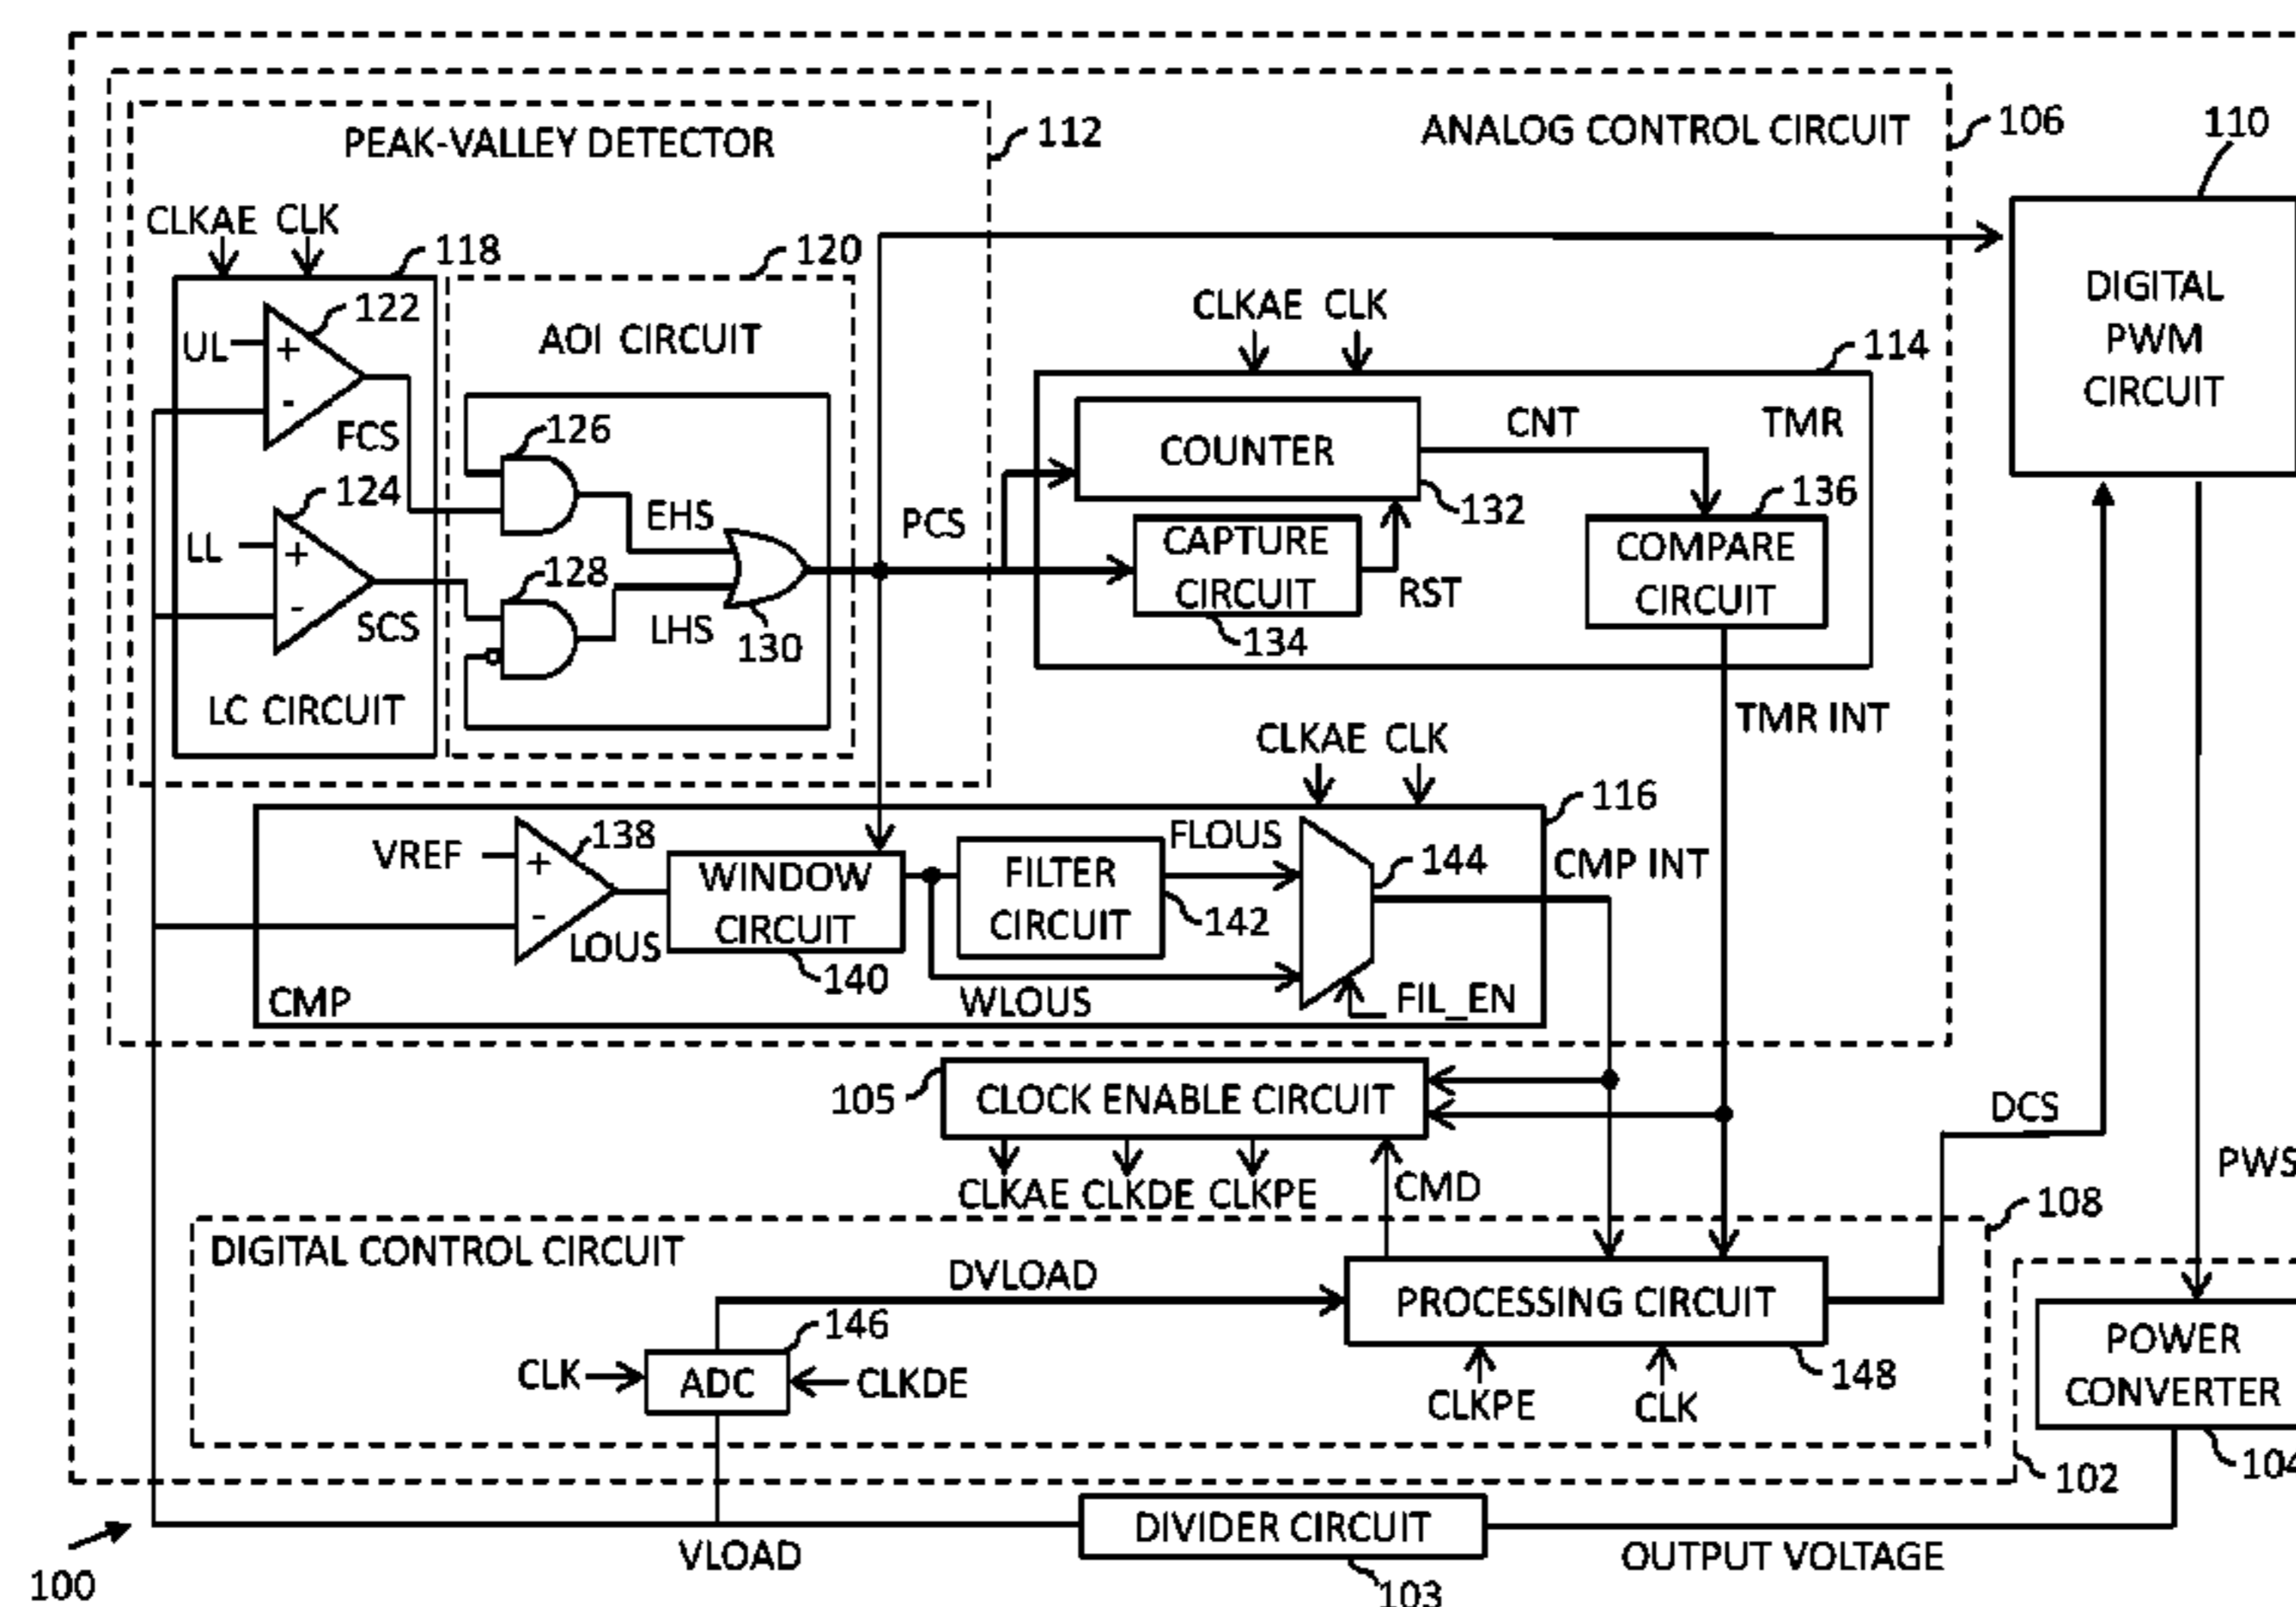 PEAK-VALLEY DETECTOR
112
ANALOG CONTROL CIRCUIT
106
110
CLKAE CLK
118
120
122
UL
+
-
FCS
AOI CIRCUIT
126
124
LL
+
-
SCS
EHS
128
LHS
130
LC CIRCUIT
PCS
CLKAE CLK
114
COUNTER
132
CNT
TMR
CAPTURE
CIRCUIT
134
RST
136
COMPARE
CIRCUIT
DIGITAL
PWM
CIRCUIT
TMR INT
CLKAE CLK
116
VREF
+
-
138
LOUS
WINDOW
CIRCUIT
140
FILTER
CIRCUIT
142
FLOUS
144
CMP INT
CMP
WLOUS
FIL_EN
105
CLOCK ENABLE CIRCUIT
CLKAE CLKDE CLKPE
CMD
DCS
PWS
108
DIGITAL CONTROL CIRCUIT
DVLOAD
PROCESSING CIRCUIT
148
146
CLK
ADC
CLKDE
CLKPE
CLK
POWER
CONVERTER
104
102
DIVIDER CIRCUIT
103
VLOAD
OUTPUT VOLTAGE
100